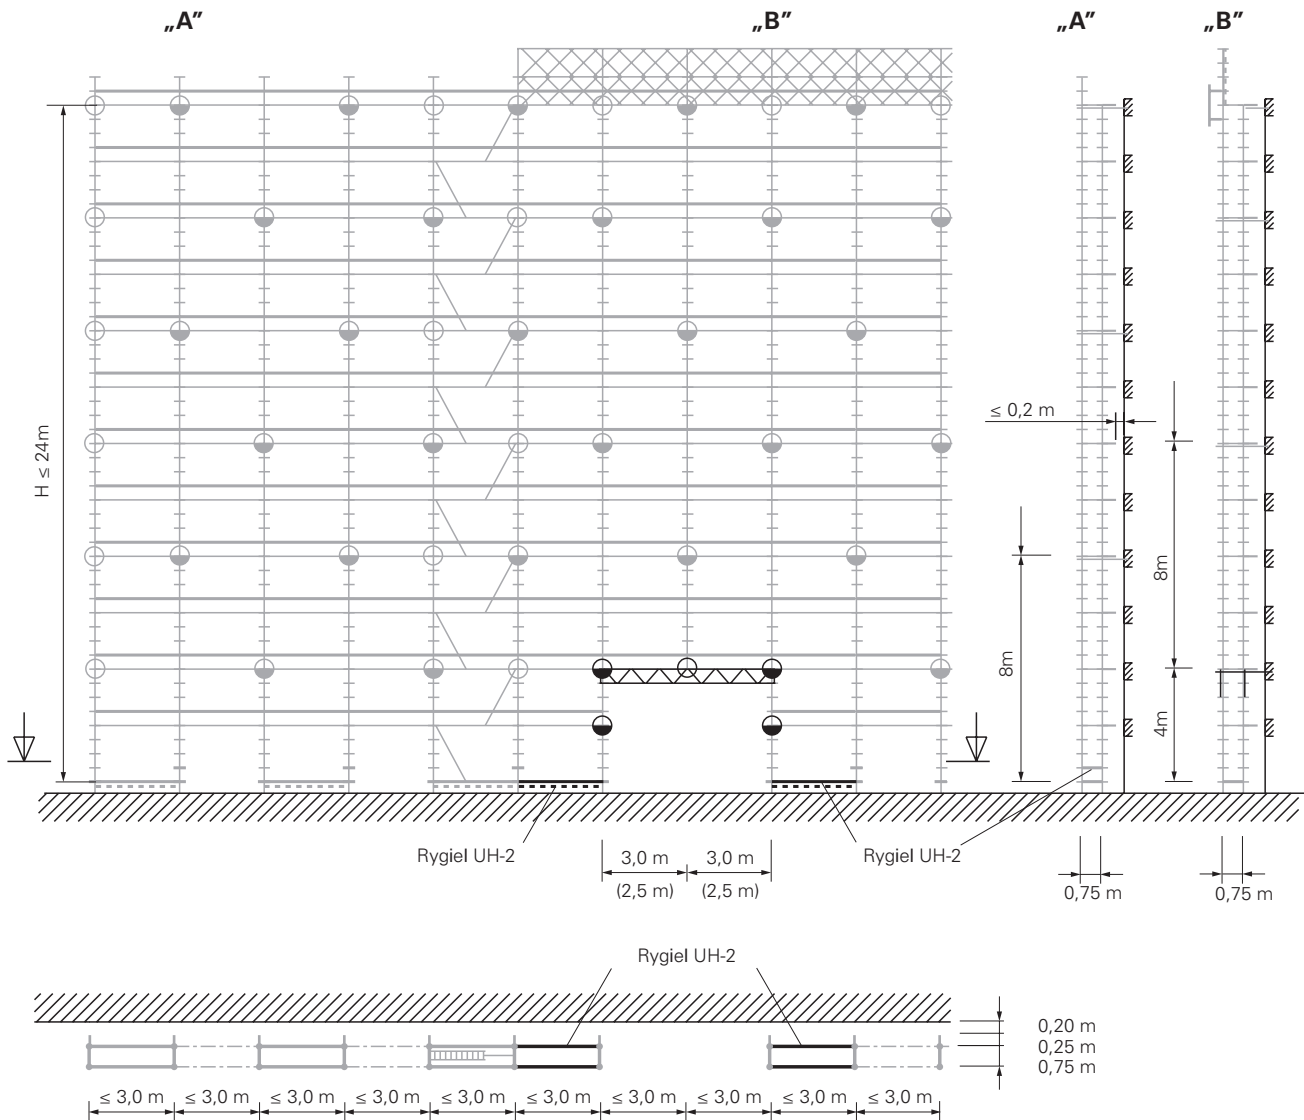 „A”
„B”
„A”
„B”
H ≤ 24m
≤ 0,2 m
8m
8m
4m
Rygiel UH-2
Rygiel UH-2
3,0 m
3,0 m
(2,5 m)
(2,5 m)
0,75 m
0,75 m
Rygiel UH-2
0,20 m
0,25 m
0,75 m
≤ 3,0 m
≤ 3,0 m
≤ 3,0 m
≤ 3,0 m
≤ 3,0 m
≤ 3,0 m
≤ 3,0 m
≤ 3,0 m
≤ 3,0 m
≤ 3,0 m